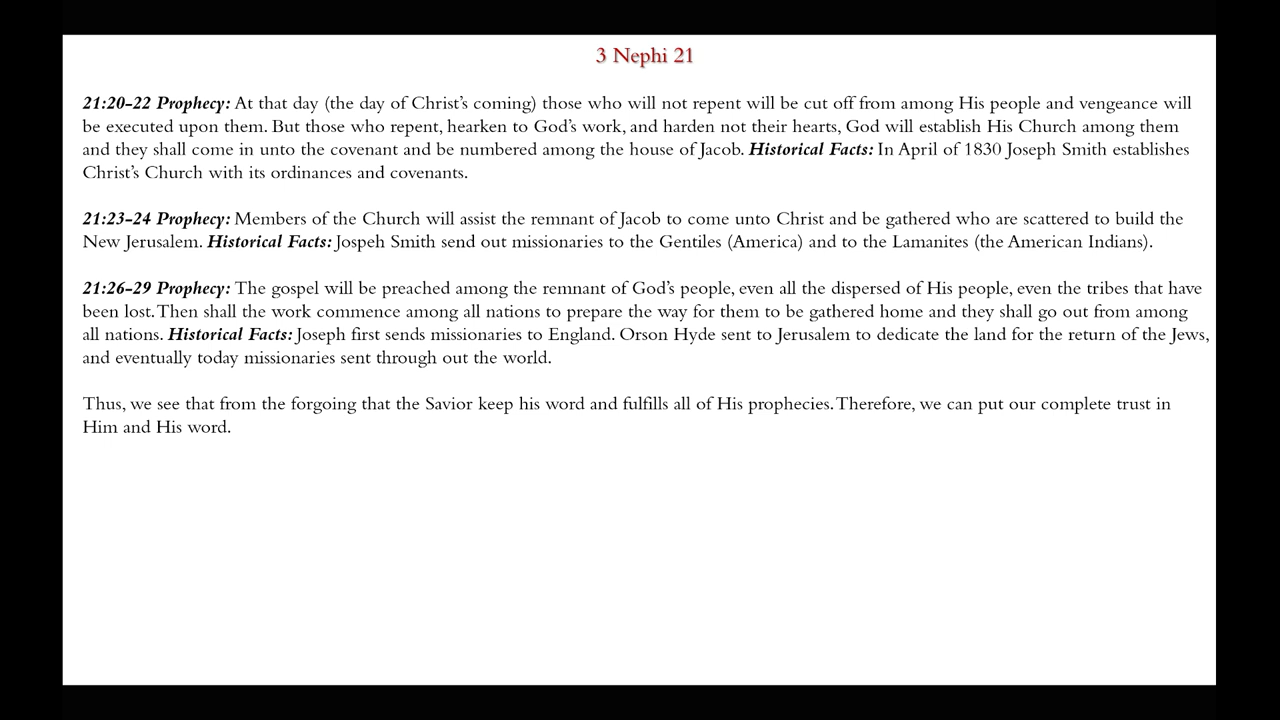 3 Nephi 21
21:20-22 Prophecy: At that day (the day of Christ's coming) those who will not repent will be cut off from among His people and vengeance will
be executed upon them. But those who repent, hearken to God's work, and harden not their hearts, God will establish His Church among them
and they shall come in unto the covenant and be numbered among the house of Jacob. Historical Facts: In April of 1830 Joseph Smith establishes
Christ's Church with its ordinances and covenants.
21:23-24 Prophecy: Members of the Church will assist the remnant of Jacob to come unto Christ and be gathered who are scattered to build the
New Jerusalem. Historical Facts: Jospeh Smith send out missionaries to the Gentiles (America) and to the Lamanites (the American Indians).
21:26-29 Prophecy: The gospel will be preached among the remnant of God's people, even all the dispersed of His people, even the tribes that have
been lost. Then shall the work commence among all nations to prepare the way for them to be gathered home and they shall go out from among
all nations. Historical Facts: Joseph first sends missionaries to England. Orson Hyde sent to Jerusalem to dedicate the land for the return of the Jews,
and eventually today missionaries sent through out the world.
Thus, we see that from the forgoing that the Savior keep his word and fulfills all of His prophecies. Therefore, we can put our complete trust in
Him and His word.